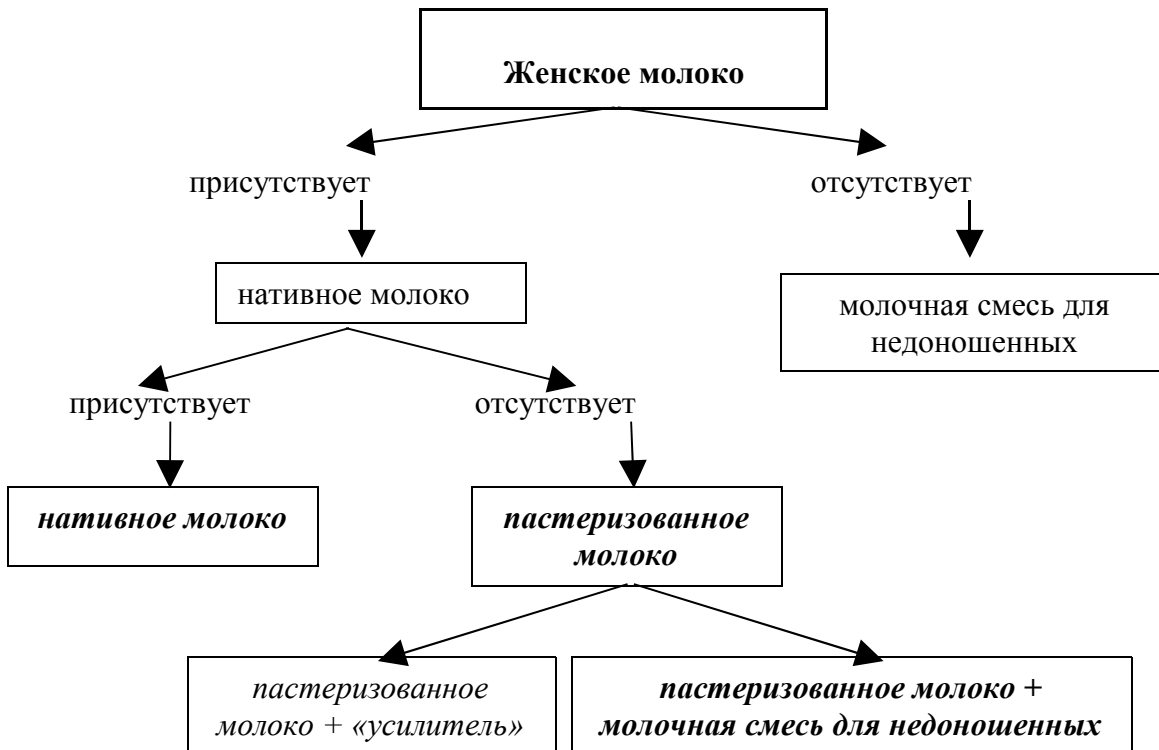 Женское молоко
присутствует
отсутствует
нативное молоко
молочная смесь для
недоношенных
присутствует
отсутствует
нативное молоко
пастеризованное
молоко
пастеризованное
молоко + «усилитель»
пастеризованное молоко +
молочная смесь для недоношенных